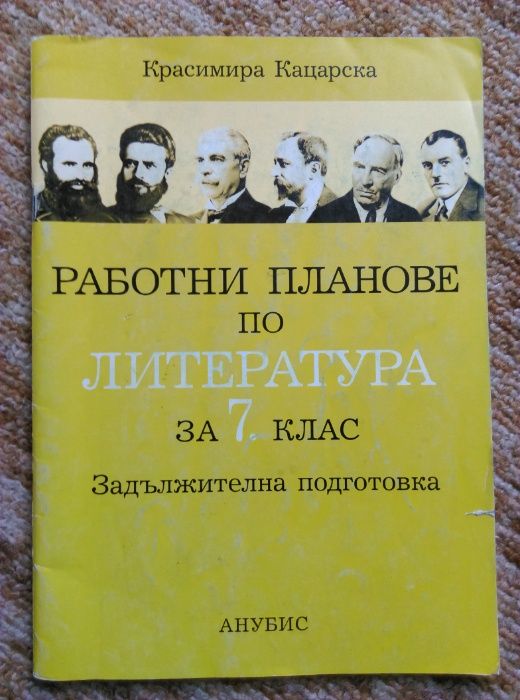 Красимира Кацарска
РАБОТНИ ПЛАНОВЕ
ПО
ЛИТЕРАТУРА
ЗА 7. КЛАС
Задължителна подготовка
АНУБИС